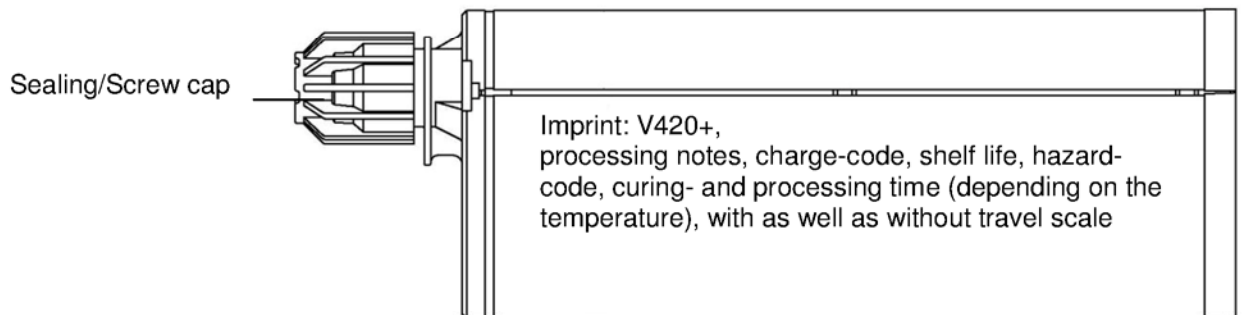 Sealing/Screw cap
Imprint: V420+,
processing notes, charge-code, shelf life, hazard-
code, curing- and processing time (depending on the
temperature), with as well as without travel scale